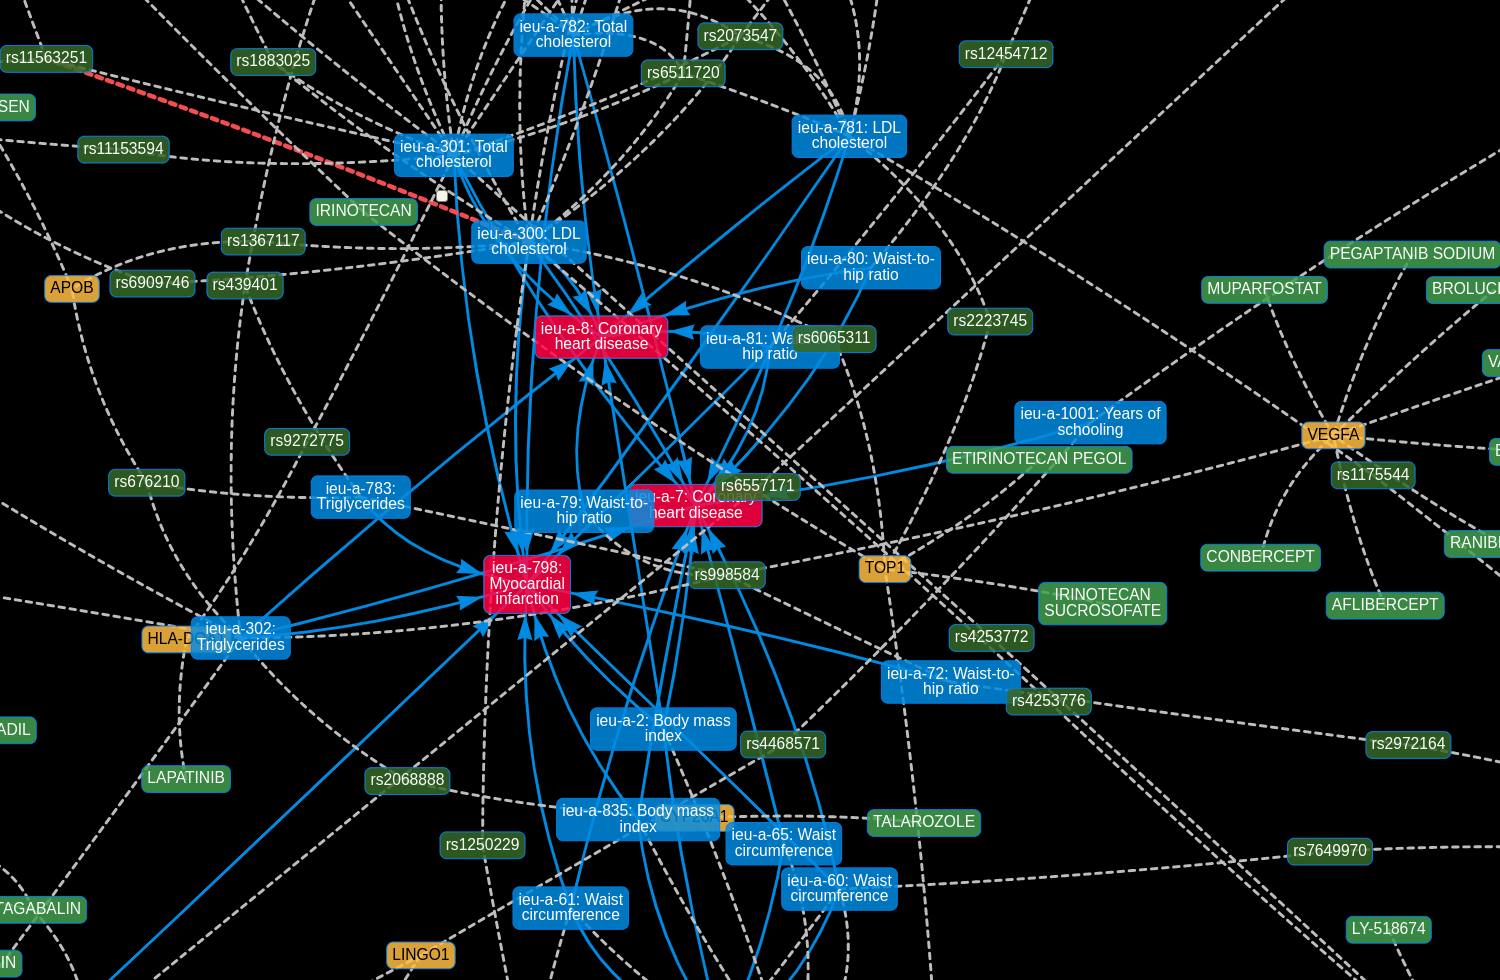 ieu-a-782: Total
cholesterol
rs2073547
rs11563251
rs1883025
rs6511720
rs12454712
SEN
rs11153594
ieu-a-301: Total
cholesterol
ieu-a-781: LDL
cholesterol
IRINOTECAN
rs1367117
ieu-a-300: LDL
cholesterol
ieu-a-80: Waist-to-
hip ratio
PEGAPTANIB SODIUM
APOB
rs6909746
rs439401
MUPARFOSTAT
BROLUCI
rs2223745
ieu-a-8: Coronary
heart disease
ieu-a-81: Wa
hip ratio
rs6065311
VA
ieu-a-1001: Years of
schooling
rs9272775
VEGFA
ETIRINOTECAN PEGOL
rs676210
rs1175544
ieu-a-783:
Triglycerides
rs6557171
ieu-a-7: Coronary
heart disease
ieu-a-79: Waist-to-
hip ratio
RANIBI
CONBERCEPT
ieu-a-798:
Myocardial
infarction
rs998584
TOP1
IRINOTECAN
SUCROSOFATE
AFLIBERCEPT
HLA-D
ieu-a-302:
Triglycerides
rs4253772
ieu-a-72: Waist-to-
hip ratio
rs4253776
ADIL
ieu-a-2: Body mass
index
rs4468571
rs2972164
LAPATINIB
rs2068888
ieu-a-835: Body mass
index
TALAROZOLE
rs1250229
ieu-a-65: Waist
circumference
rs7649970
ieu-a-60: Waist
circumference
TAGABALIN
ieu-a-61: Waist
circumference
LY-518674
LINGO1
IN